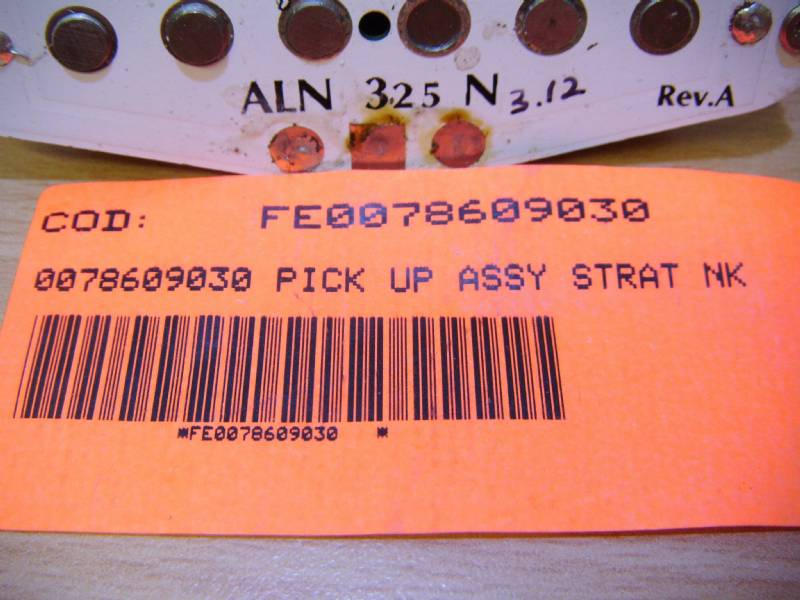 ALN 325 N 3.12 Rev.A
COD: FE0078609030
0078609030 PICK UP ASSY STRAT NK
*FE0078609030 *